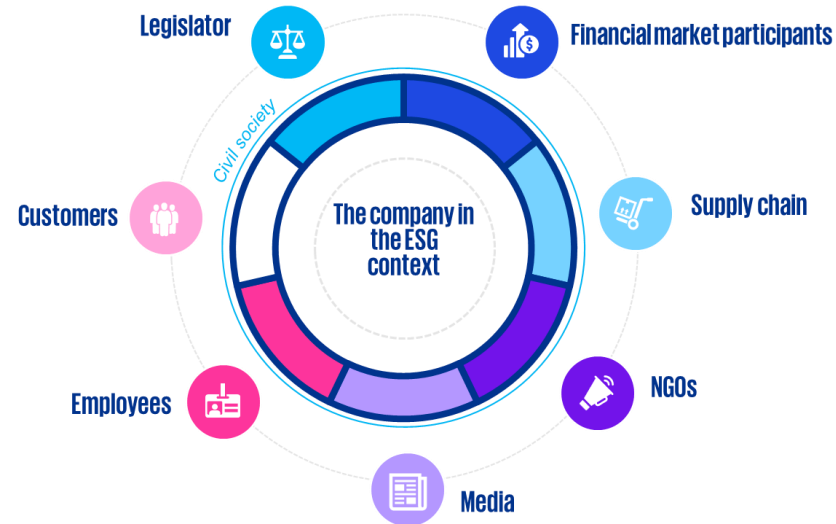 Legislator
Financial market participants
Civil society
Customers
The company in
the ESG
context
Supply chain
Employees
NGOs
Media